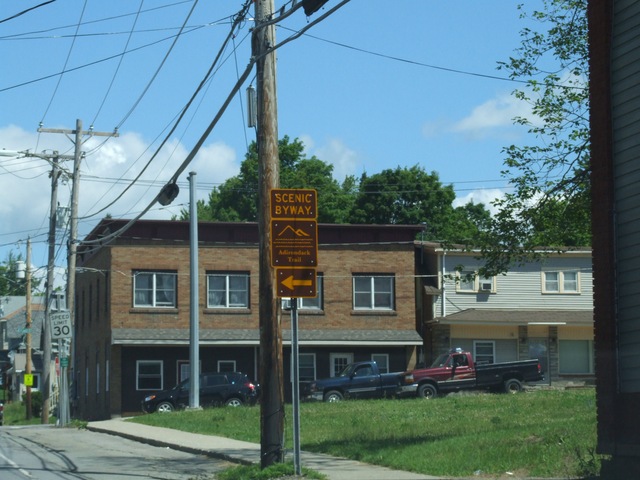 SCENIC
BYWAY.
Adirondack
Trail
SPEED
LIMIT
30